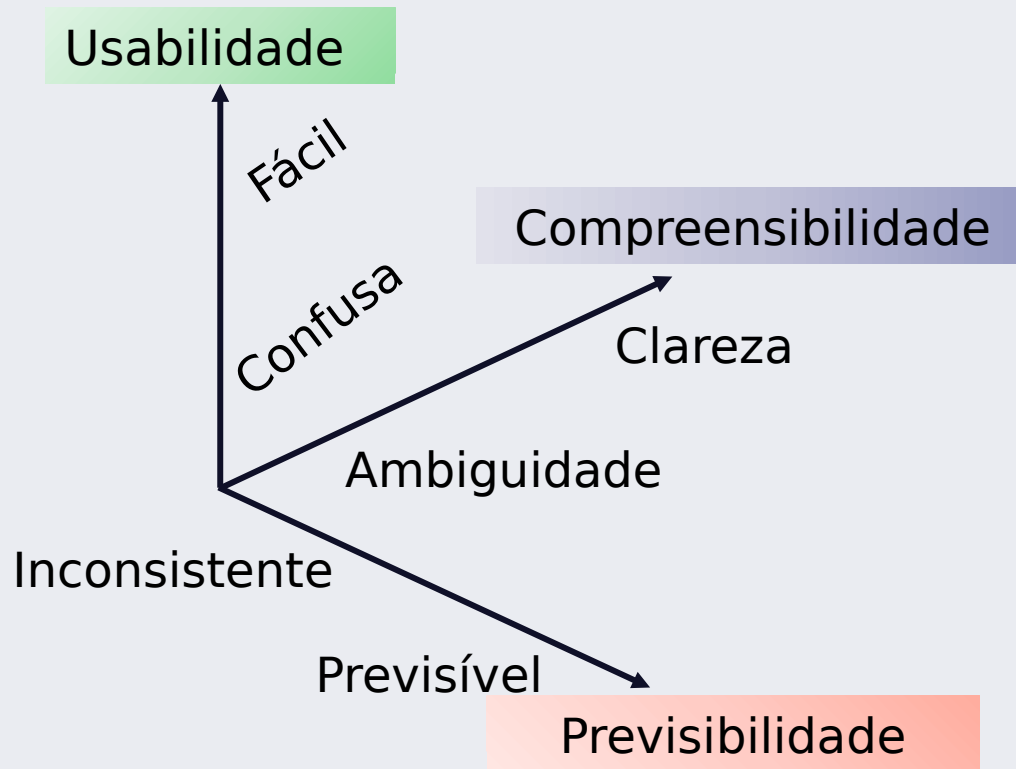 Usabilidade
Fácil
Compreensibilidade
Confusa
Clareza
Ambiguidade
Inconsistente
Previsível
Previsibilidade